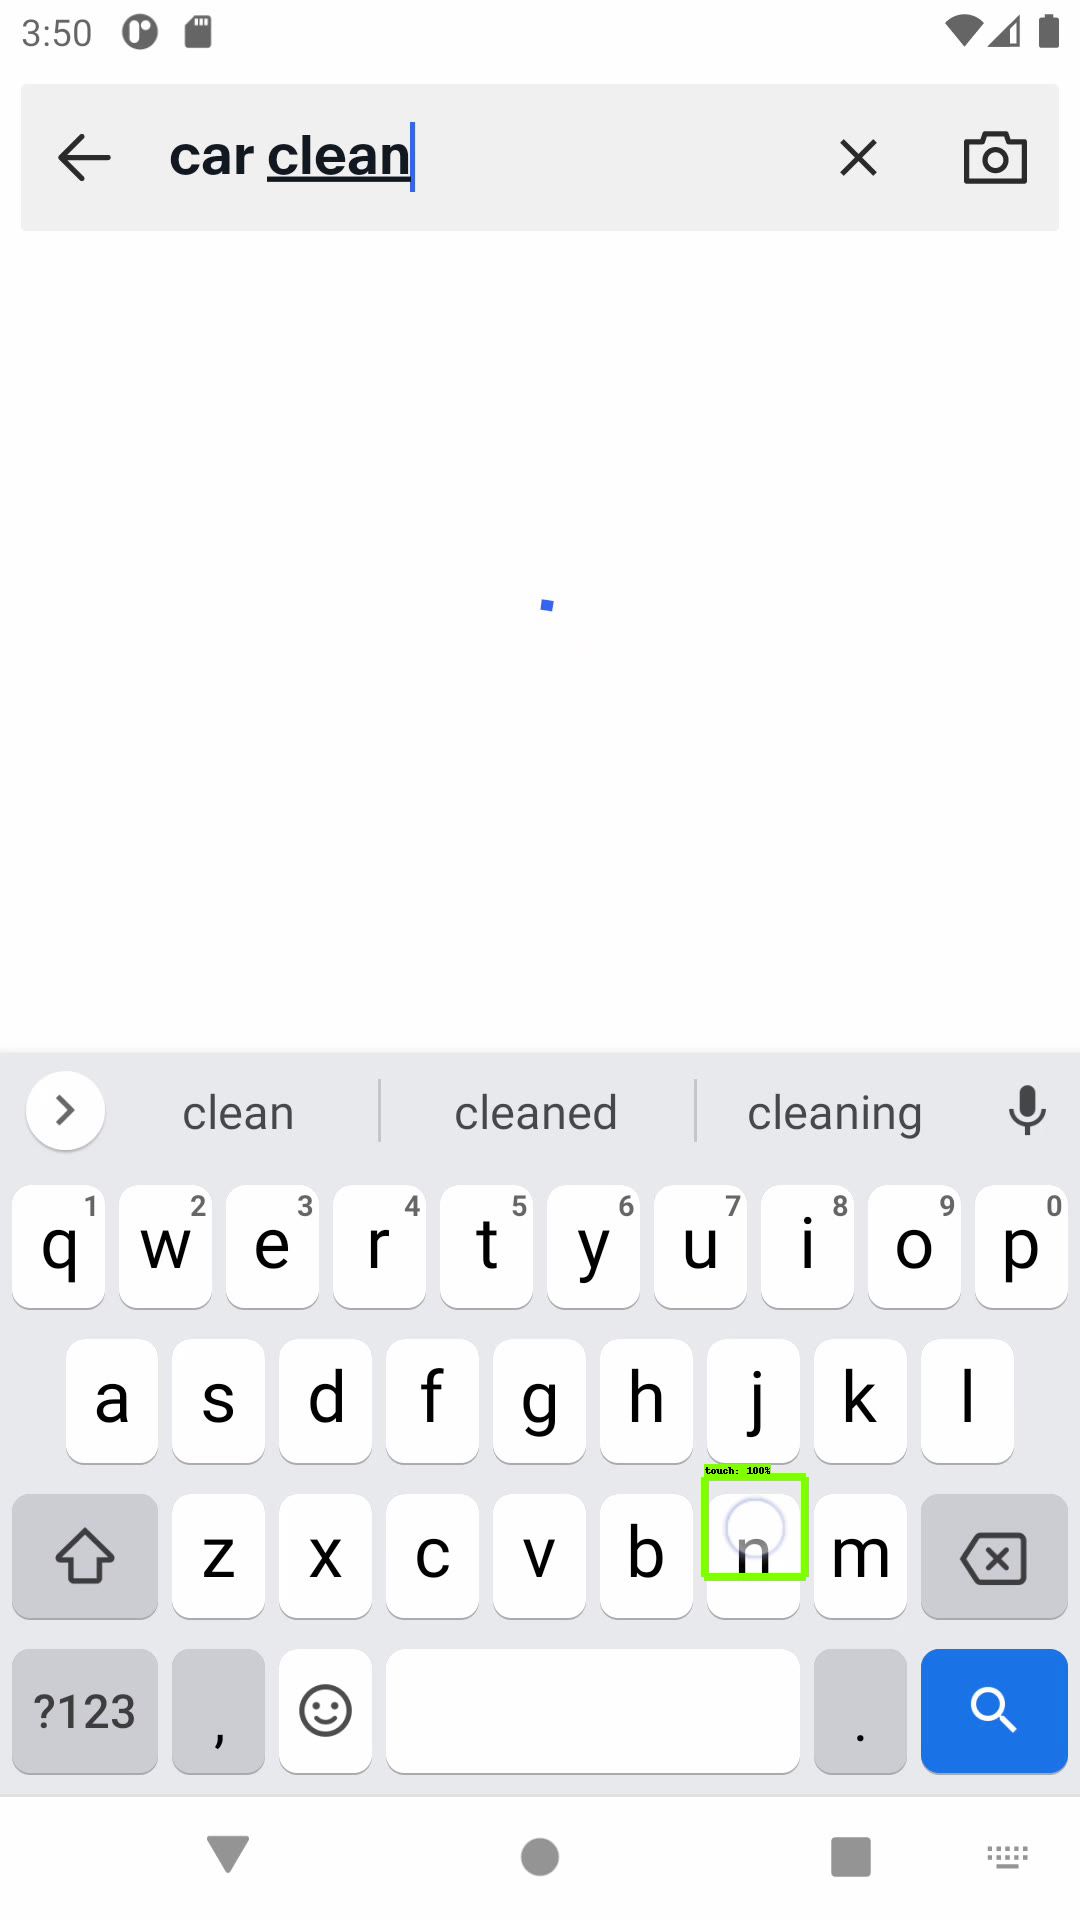 3:50
car clean
clean cleaned cleaning
1 2 3 4 5 6 7 8 9 0
q w e r t y u i o p
a s d f g h j k l
touch: 100%
z x c v b n m
?123 , .